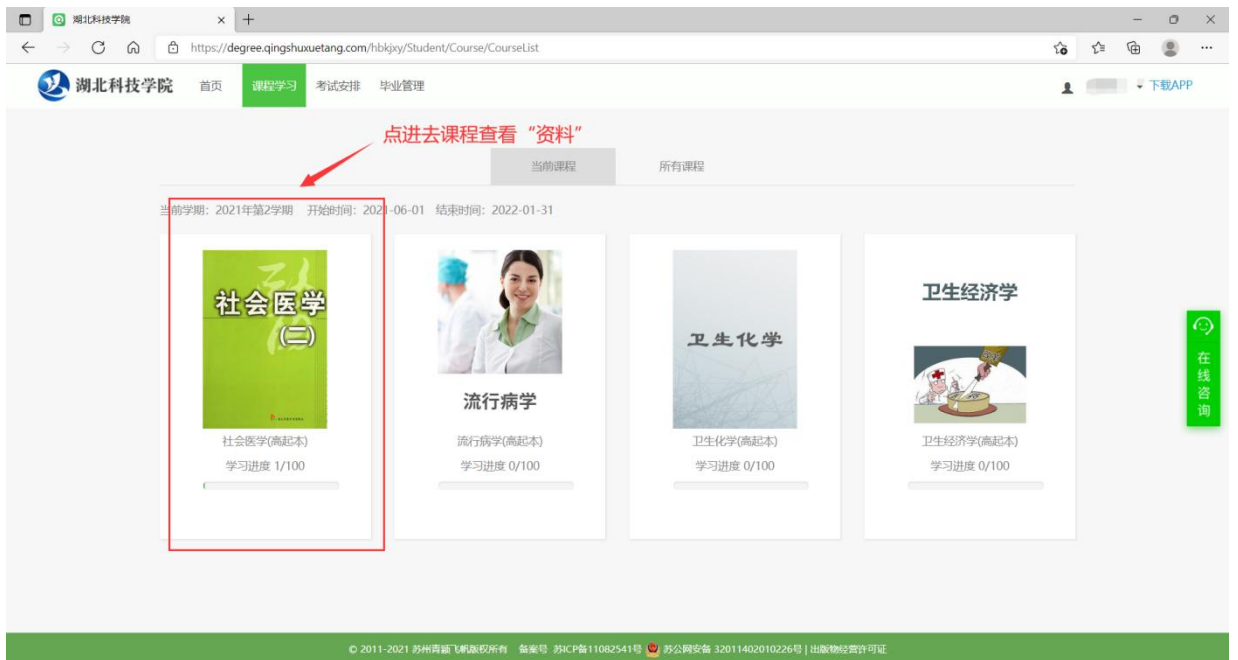 湖北科技学院
https://degree.qingshuxuetang.com/hbkjxy/Student/Course/CourseList
湖北科技学院 首页 课程学习 考试安排 毕业管理 下载APP
点进去课程查看“资料”
当前课程 所有课程
当前学期：2021年第2学期 开始时间：2021-06-01 结束时间：2022-01-31
社会医学
(二)
流行病学
卫生化学
卫生经济学
社会医学(高起本) 流行病学(高起本) 卫生化学(高起本) 卫生经济学(高起本)
学习进度 1/100 学习进度 0/100 学习进度 0/100 学习进度 0/100
在线咨询
© 2011-2021 苏州青颖飞帆版权所有 备案号 苏ICP备11082541号 苏公网安备 32011402010226号 | 出版物经营许可证